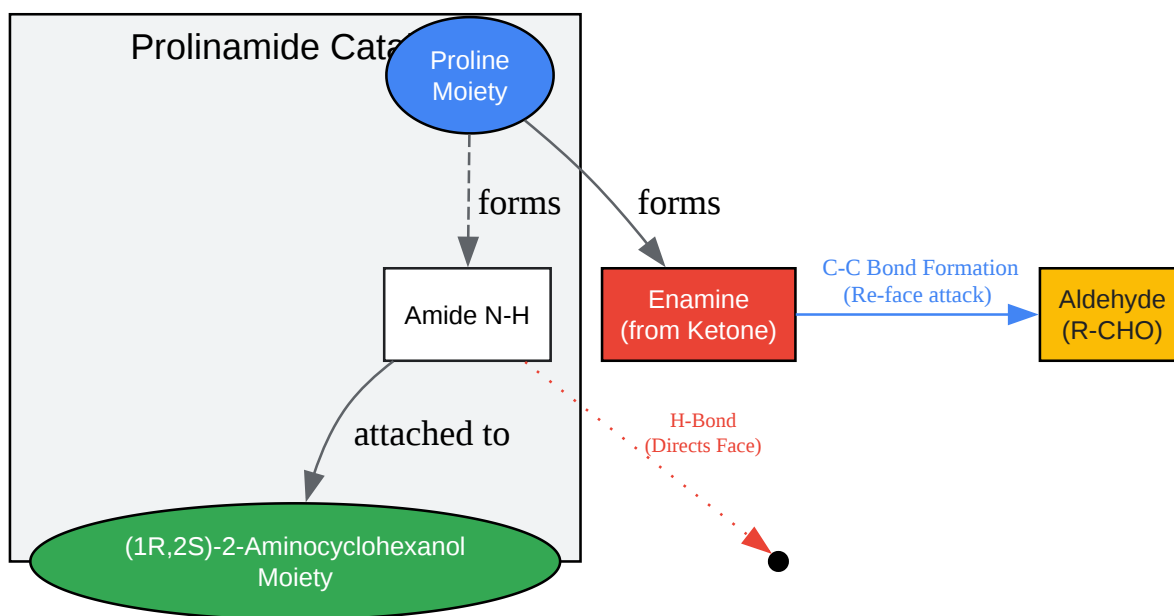 Prolinamide Cata
Proline
Moiety
forms
forms
Amide N-H
Enamine
(from Ketone)
C-C Bond Formation
(Re-face attack)
Aldehyde
(R-CHO)
H-Bond
(Directs Face)
attached to
(1R,2S)-2-Aminocyclohexanol
Moiety